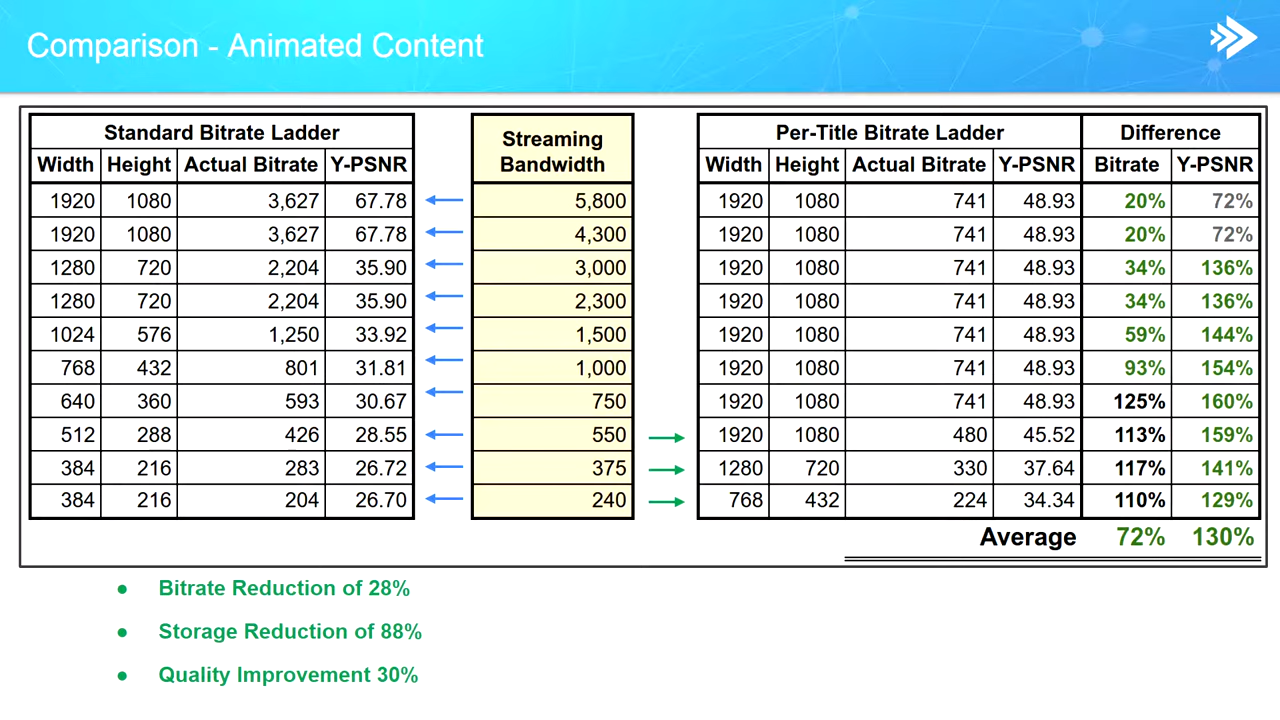 Comparison - Animated Content
Standard Bitrate Ladder Streaming Bandwidth Per-Title Bitrate Ladder Difference
Width Height Actual Bitrate Y-PSNR Width Height Actual Bitrate Y-PSNR Bitrate Y-PSNR
1920 1080 3,627 67.78 5,800 1920 1080 741 48.93 20% 72%
1920 1080 3,627 67.78 4,300 1920 1080 741 48.93 20% 72%
1280 720 2,204 35.90 3,000 1920 1080 741 48.93 34% 136%
1280 720 2,204 35.90 2,300 1920 1080 741 48.93 34% 136%
1024 576 1,250 33.92 1,500 1920 1080 741 48.93 59% 144%
768 432 801 31.81 1,000 1920 1080 741 48.93 93% 154%
640 360 593 30.67 750 1920 1080 741 48.93 125% 160%
512 288 426 28.55 550 1920 1080 480 45.52 113% 159%
384 216 283 26.72 375 1280 720 330 37.64 117% 141%
384 216 204 26.70 240 768 432 224 34.34 110% 129%
Average 72% 130%
● Bitrate Reduction of 28%
● Storage Reduction of 88%
● Quality Improvement 30%